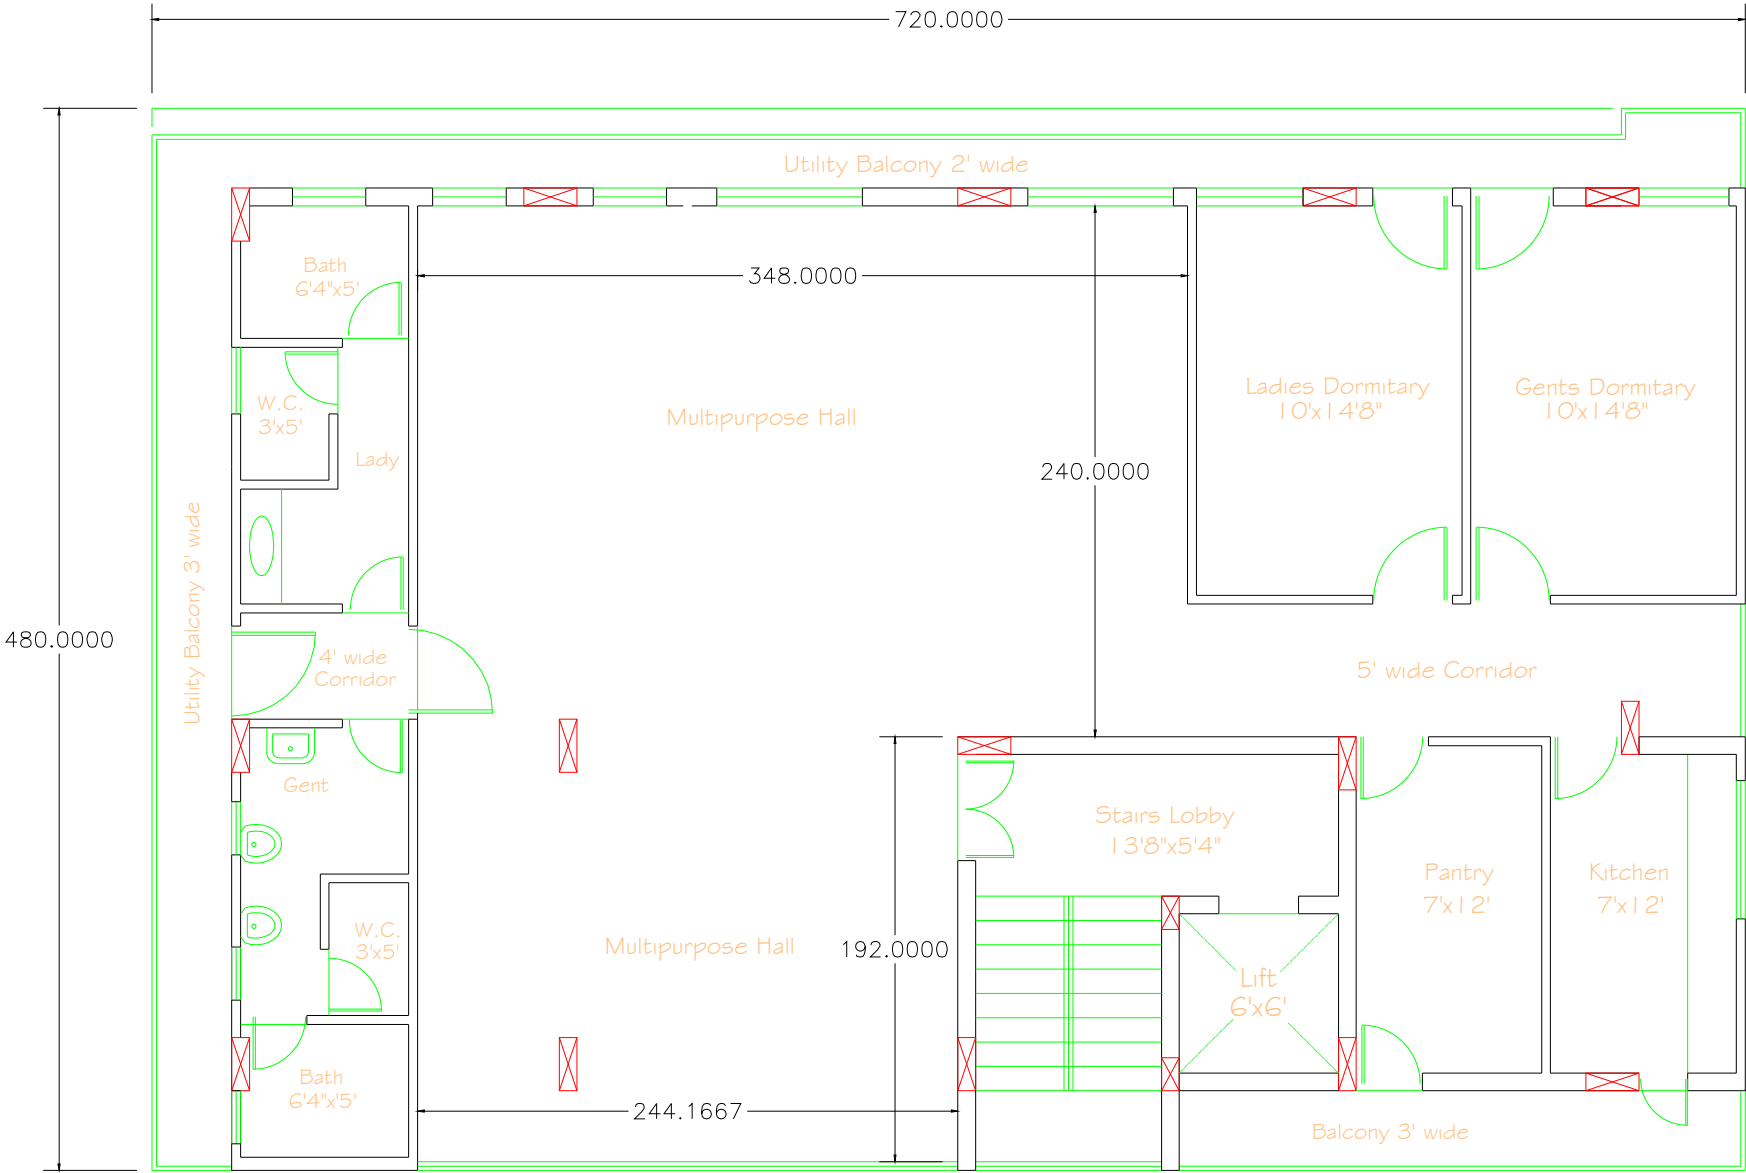 720.0000
Utility Balcony 2' wide
Bath
6'4"x5'
348.0000
W.C.
3'x5'
Lady
Multipurpose Hall
Ladies Dormitary
10'x14'8"
Gents Dormitary
10'x14'8"
240.0000
Utility Balcony 3' wide
480.0000
4' wide
Corridor
5' wide Corridor
Gent
Stairs Lobby
13'8"x5'4"
Pantry
7'x12'
Kitchen
7'x12'
W.C.
3'x5'
Multipurpose Hall
192.0000
Lift
6'x6'
Bath
6'4"x'5'
244.1667
Balcony 3' wide